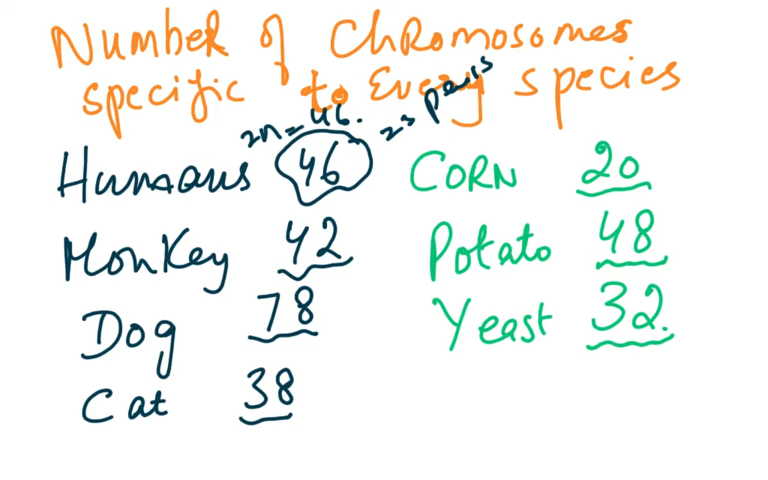 Number of Chromosomes
specific to Every species
2n = 46.
23 pairs
Humans 46
Monkey 42
Dog 78
Cat 38
CORN 20
Potato 48
Yeast 32.